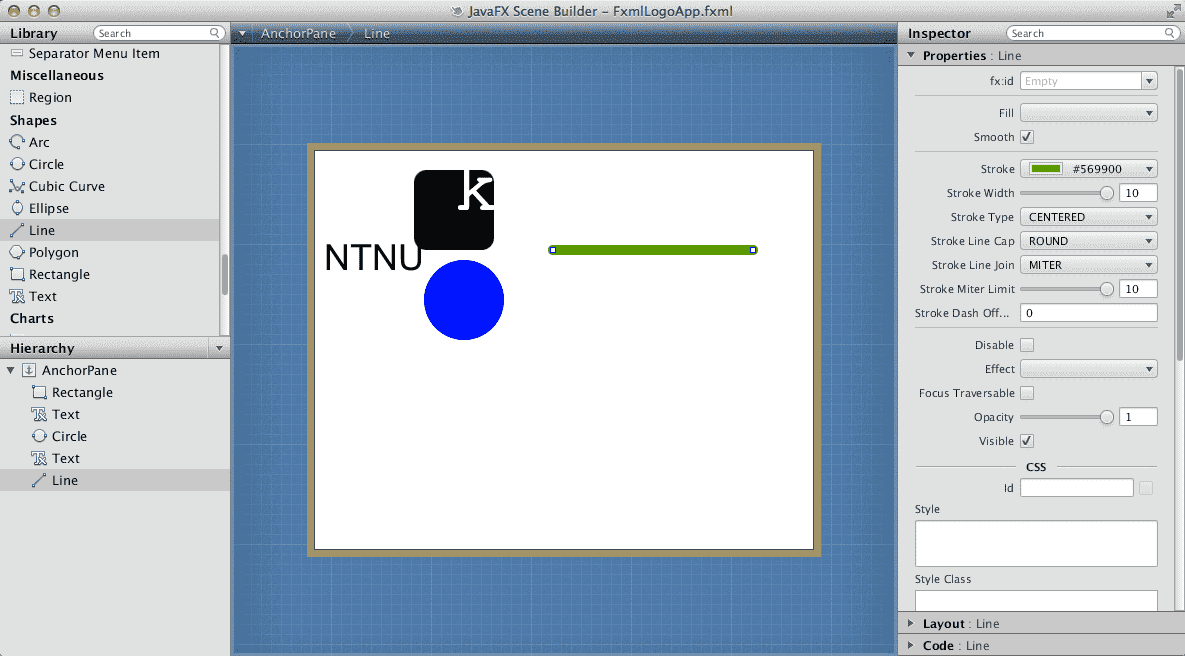 JavaFX Scene Builder – FxmlLogoApp.fxml
Library
Search
Separator Menu Item
Miscellaneous
Region
Shapes
Arc
Circle
Cubic Curve
Ellipse
Line
Polygon
Rectangle
Text
Charts
Hierarchy
AnchorPane
Rectangle
Text
Circle
Text
Line
AnchorPane
Line
k
NTNU
Inspector
Search
Properties : Line
fx:id Empty
Fill
Smooth
Stroke #569900
Stroke Width 10
Stroke Type CENTERED
Stroke Line Cap ROUND
Stroke Line Join MITER
Stroke Miter Limit 10
Stroke Dash Off... 0
Disable
Effect
Focus Traversable
Opacity 1
Visible
CSS
Id
Style
Style Class
Layout : Line
Code : Line